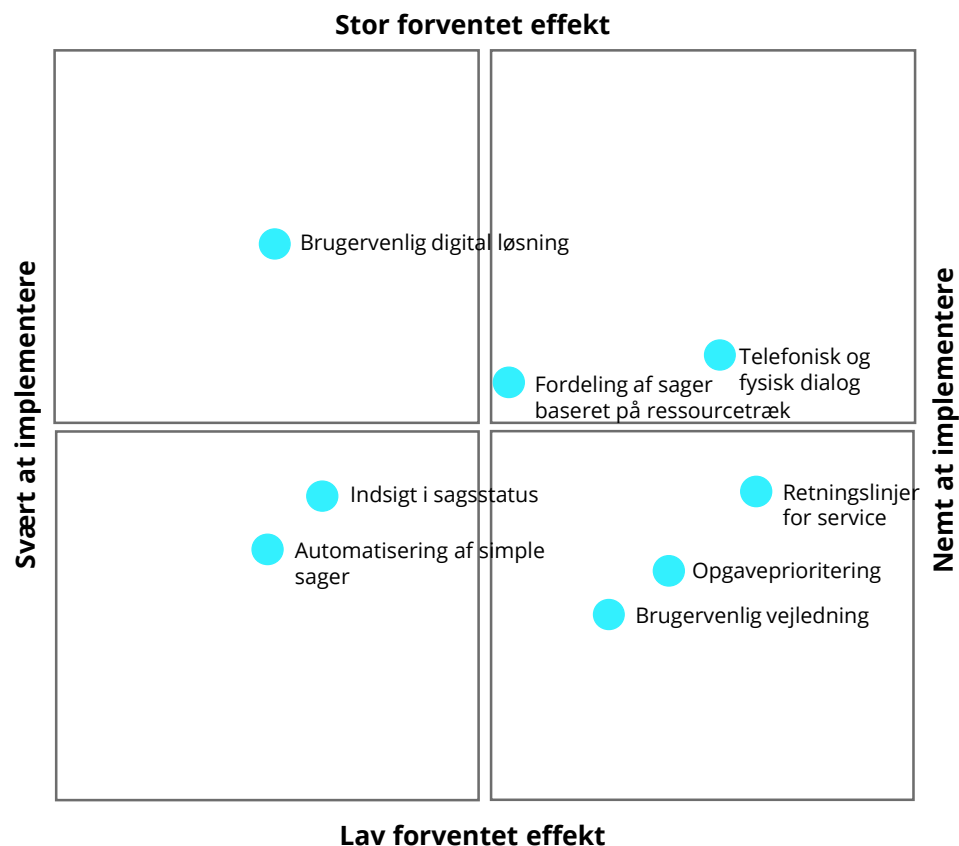 Stor forventet effekt
Brugervenlig digital løsning
Telefonisk og
fysisk dialog
Fordeling af sager
baseret på ressourcetræk
Svært at implementere
Nemt at implementere
Indsigt i sagsstatus
Retningslinjer
for service
Automatisering af simple
sager
Opgaveprioritering
Brugervenlig vejledning
Lav forventet effekt